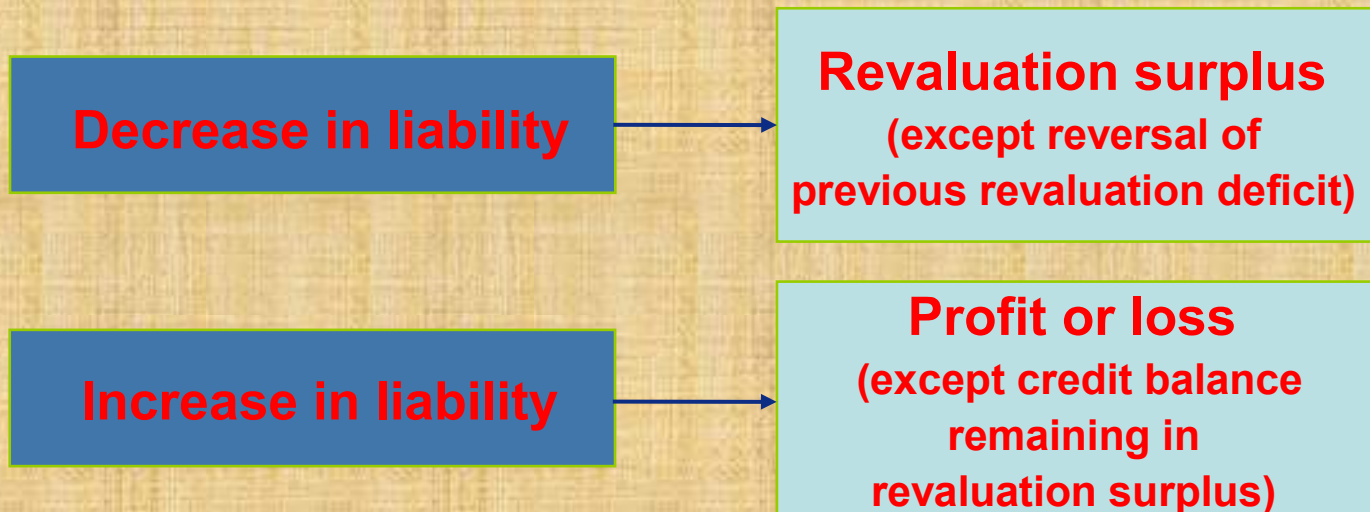 Decrease in liability
Revaluation surplus
(except reversal of
previous revaluation deficit)
Increase in liability
Profit or loss
(except credit balance
remaining in
revaluation surplus)